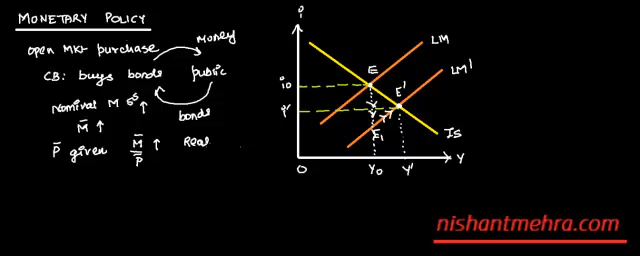 MONETARY POLICY
open MKt purchase
Money
CB: buys bonds public
Nominal M SS ↑
bonds
M̄ ↑
P̄ given M̄/P̄ ↑ Real
i
LM
LM'
E
i0
E'
i'
E1
IS
O Y0 Y' Y
nishantmehra.com